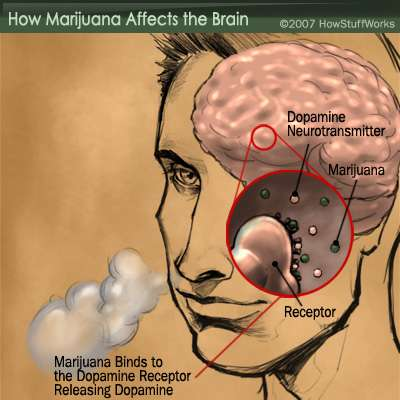 How Marijuana Affects the Brain
©2007 HowStuffWorks
Dopamine
Neurotransmitter
Marijuana
Receptor
Marijuana Binds to
the Dopamine Receptor
Releasing Dopamine